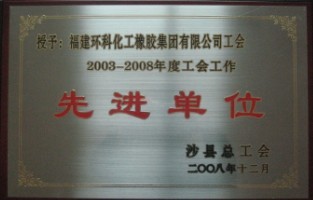 授予：福建环科化工橡胶集团有限公司工会
2003-2008年度工会工作
先进单位
沙县总工会
二〇〇八年十二月